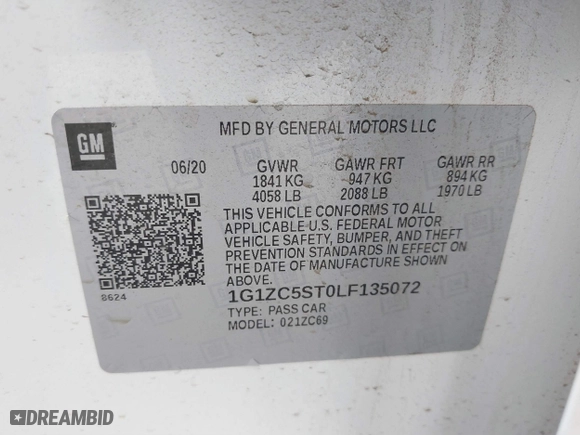 GM
MFD BY GENERAL MOTORS LLC
06/20 GVWR GAWR FRT GAWR RR
1841 KG 947 KG 894 KG
4058 LB 2088 LB 1970 LB
THIS VEHICLE CONFORMS TO ALL
APPLICABLE U.S. FEDERAL MOTOR
VEHICLE SAFETY, BUMPER, AND THEFT
PREVENTION STANDARDS IN EFFECT ON
THE DATE OF MANUFACTURE SHOWN
ABOVE.
8624
1G1ZC5ST0LF135072
TYPE: PASS CAR
MODEL: 021ZC69
DREAMBID